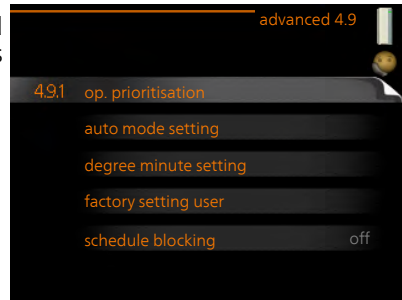 advanced 4.9
4.9.1 op. prioritisation
auto mode setting
degree minute setting
factory setting user
schedule blocking off